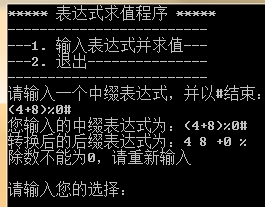 ***** 表达式求值程序 *****
-------------------------
---1. 输入表达式并求值---
---2. 退出---------------
-------------------------
请输入一个中缀表达式，并以#结束：
(4+8)%0#
您输入的中缀表达式为：(4+8)%0#
转换后的后缀表达式为：4 8 +0 %
除数不能为0，请重新输入
请输入您的选择：